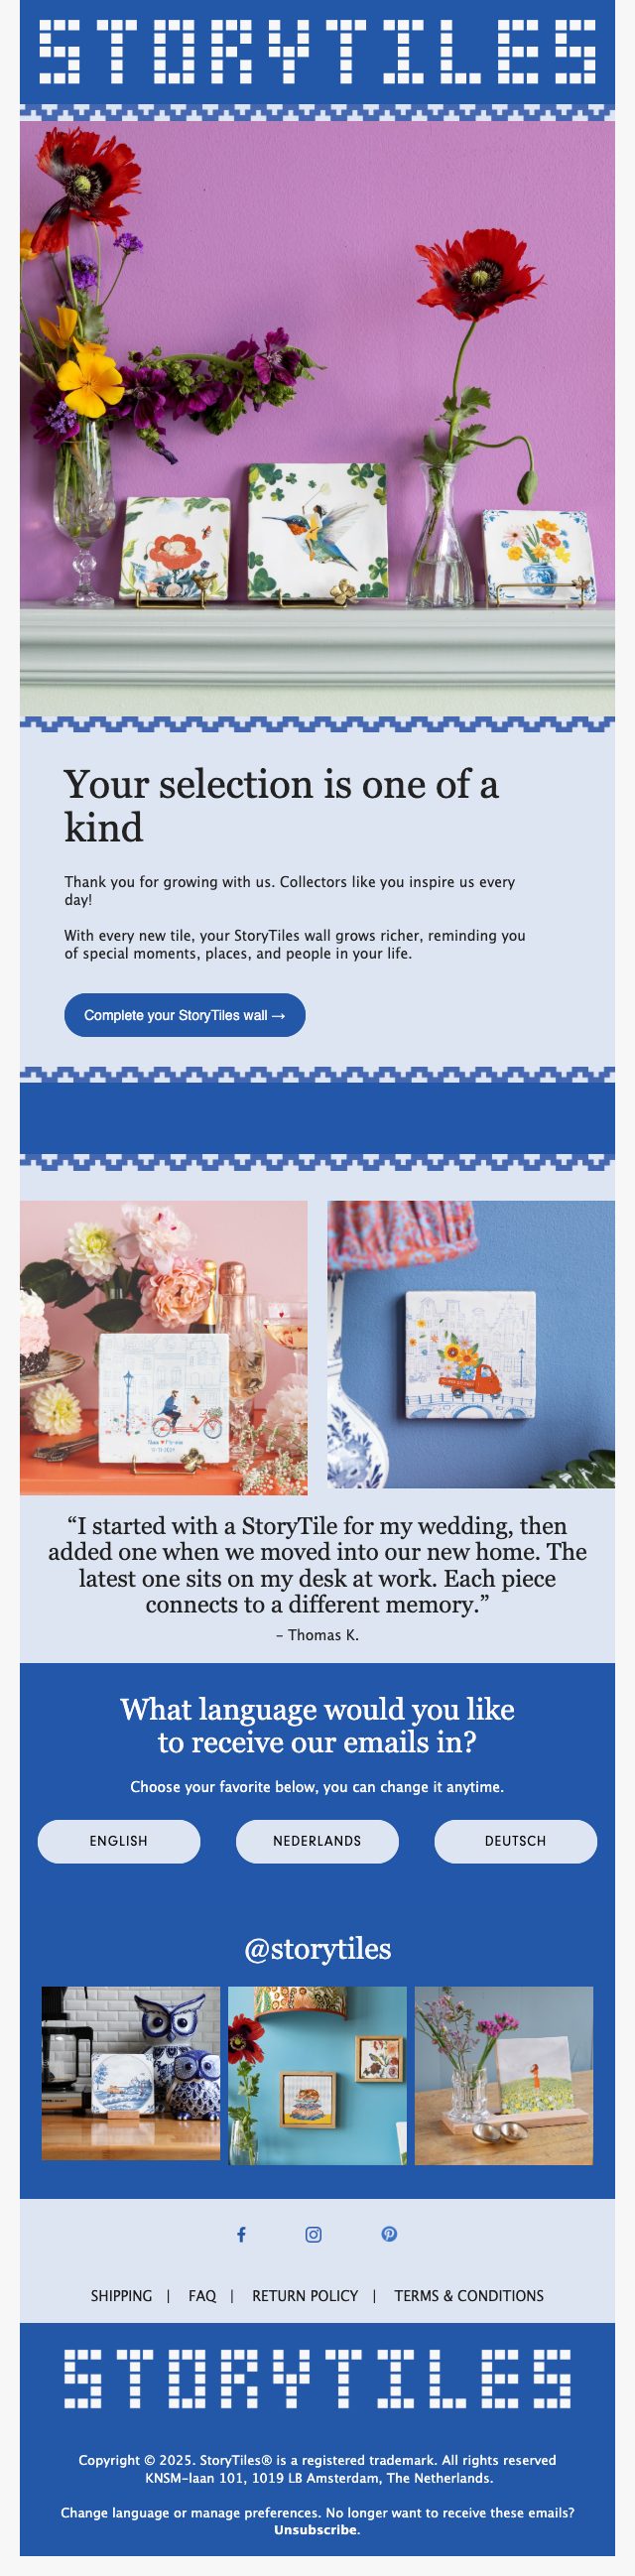 STORYTILES
Your selection is one of a
kind
Thank you for growing with us. Collectors like you inspire us every
day!
With every new tile, your StoryTiles wall grows richer, reminding you
of special moments, places, and people in your life.
Complete your StoryTiles wall →
“I started with a StoryTile for my wedding, then
added one when we moved into our new home. The
latest one sits on my desk at work. Each piece
connects to a different memory.”
– Thomas K.
What language would you like
to receive our emails in?
Choose your favorite below, you can change it anytime.
ENGLISH
NEDERLANDS
DEUTSCH
@storytiles
SHIPPING | FAQ | RETURN POLICY | TERMS & CONDITIONS
STORYTILES
Copyright © 2025. StoryTiles® is a registered trademark. All rights reserved
KNSM-laan 101, 1019 LB Amsterdam, The Netherlands.
Change language or manage preferences. No longer want to receive these emails?
Unsubscribe.